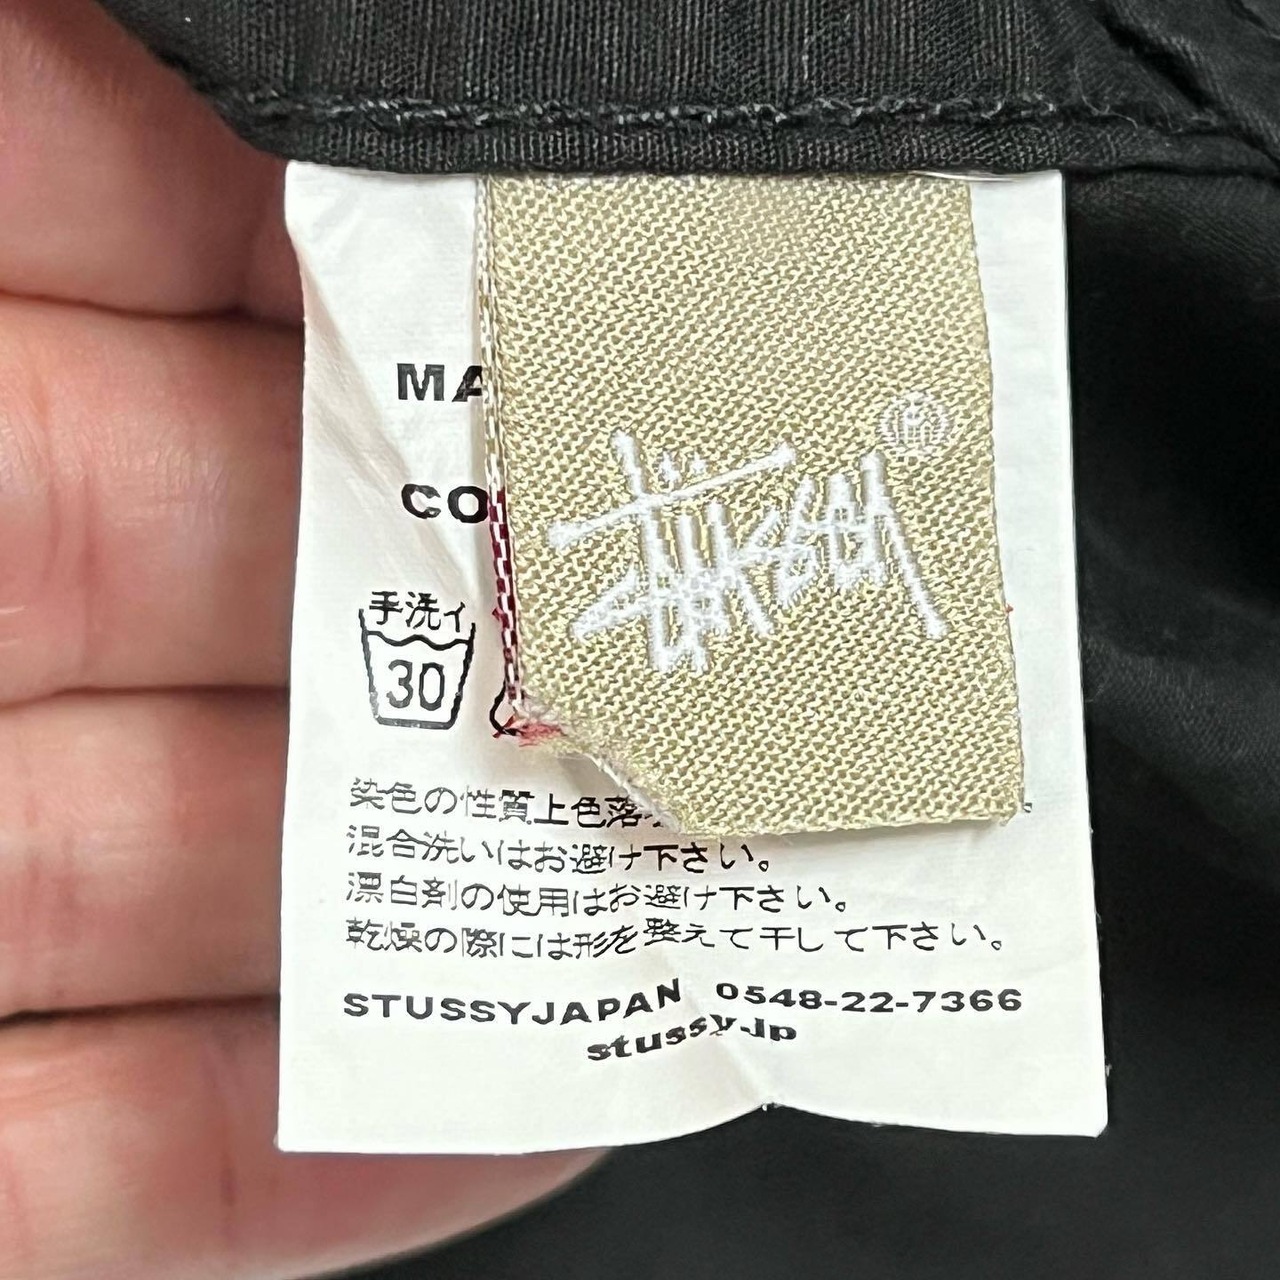 MA
CO
Stüssy
手洗イ
30
染色の性質上色落
混合洗いはお避け下さい。
漂白剤の使用はお避け下さい。
乾燥の際には形を整えて干して下さい。
STUSSYJAPAN 0548-22-7366
stussy.jp